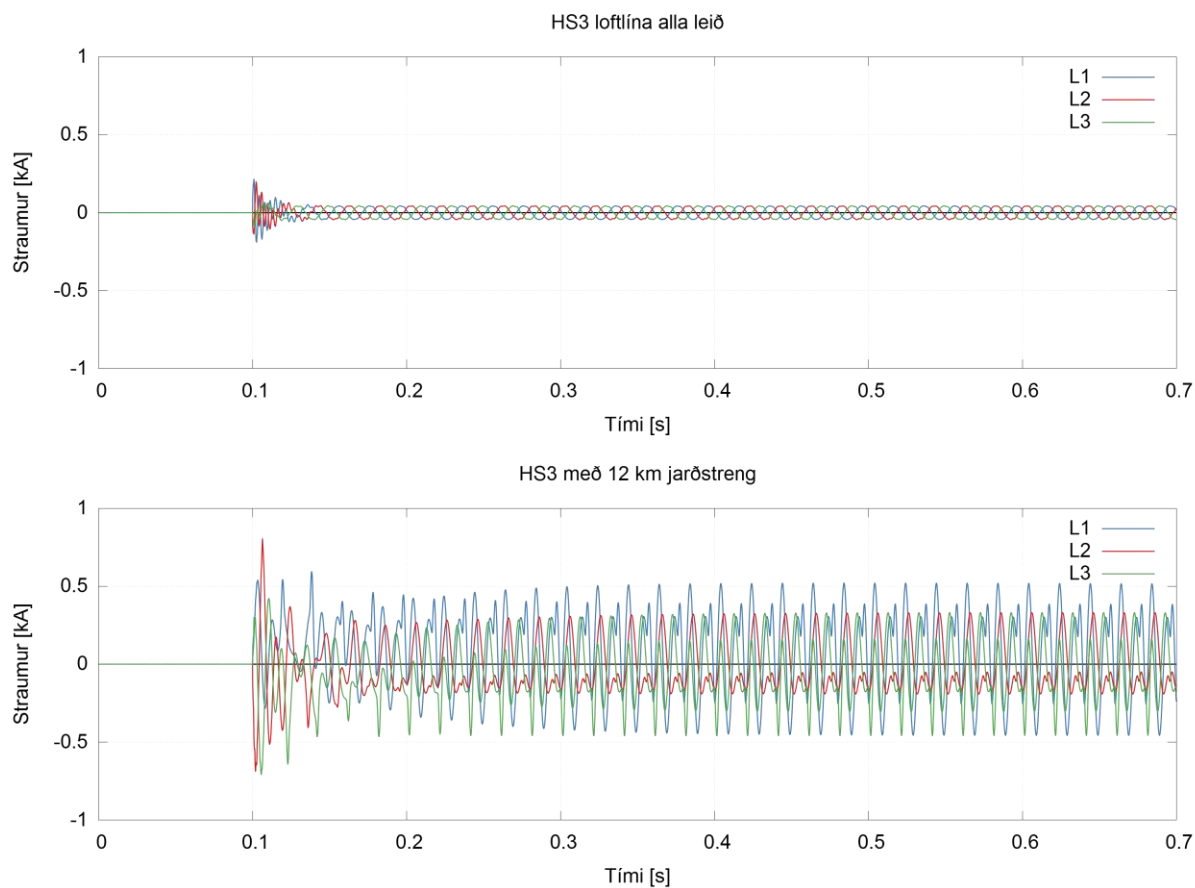 HS3 loftlína alla leið
1
L1
L2
L3
0.5
0
-0.5
-1
Straumur [kA]
0 0.1 0.2 0.3 0.4 0.5 0.6 0.7
Tími [s]
HS3 með 12 km jarðstreng
1
L1
L2
L3
0.5
0
-0.5
-1
Straumur [kA]
0 0.1 0.2 0.3 0.4 0.5 0.6 0.7
Tími [s]